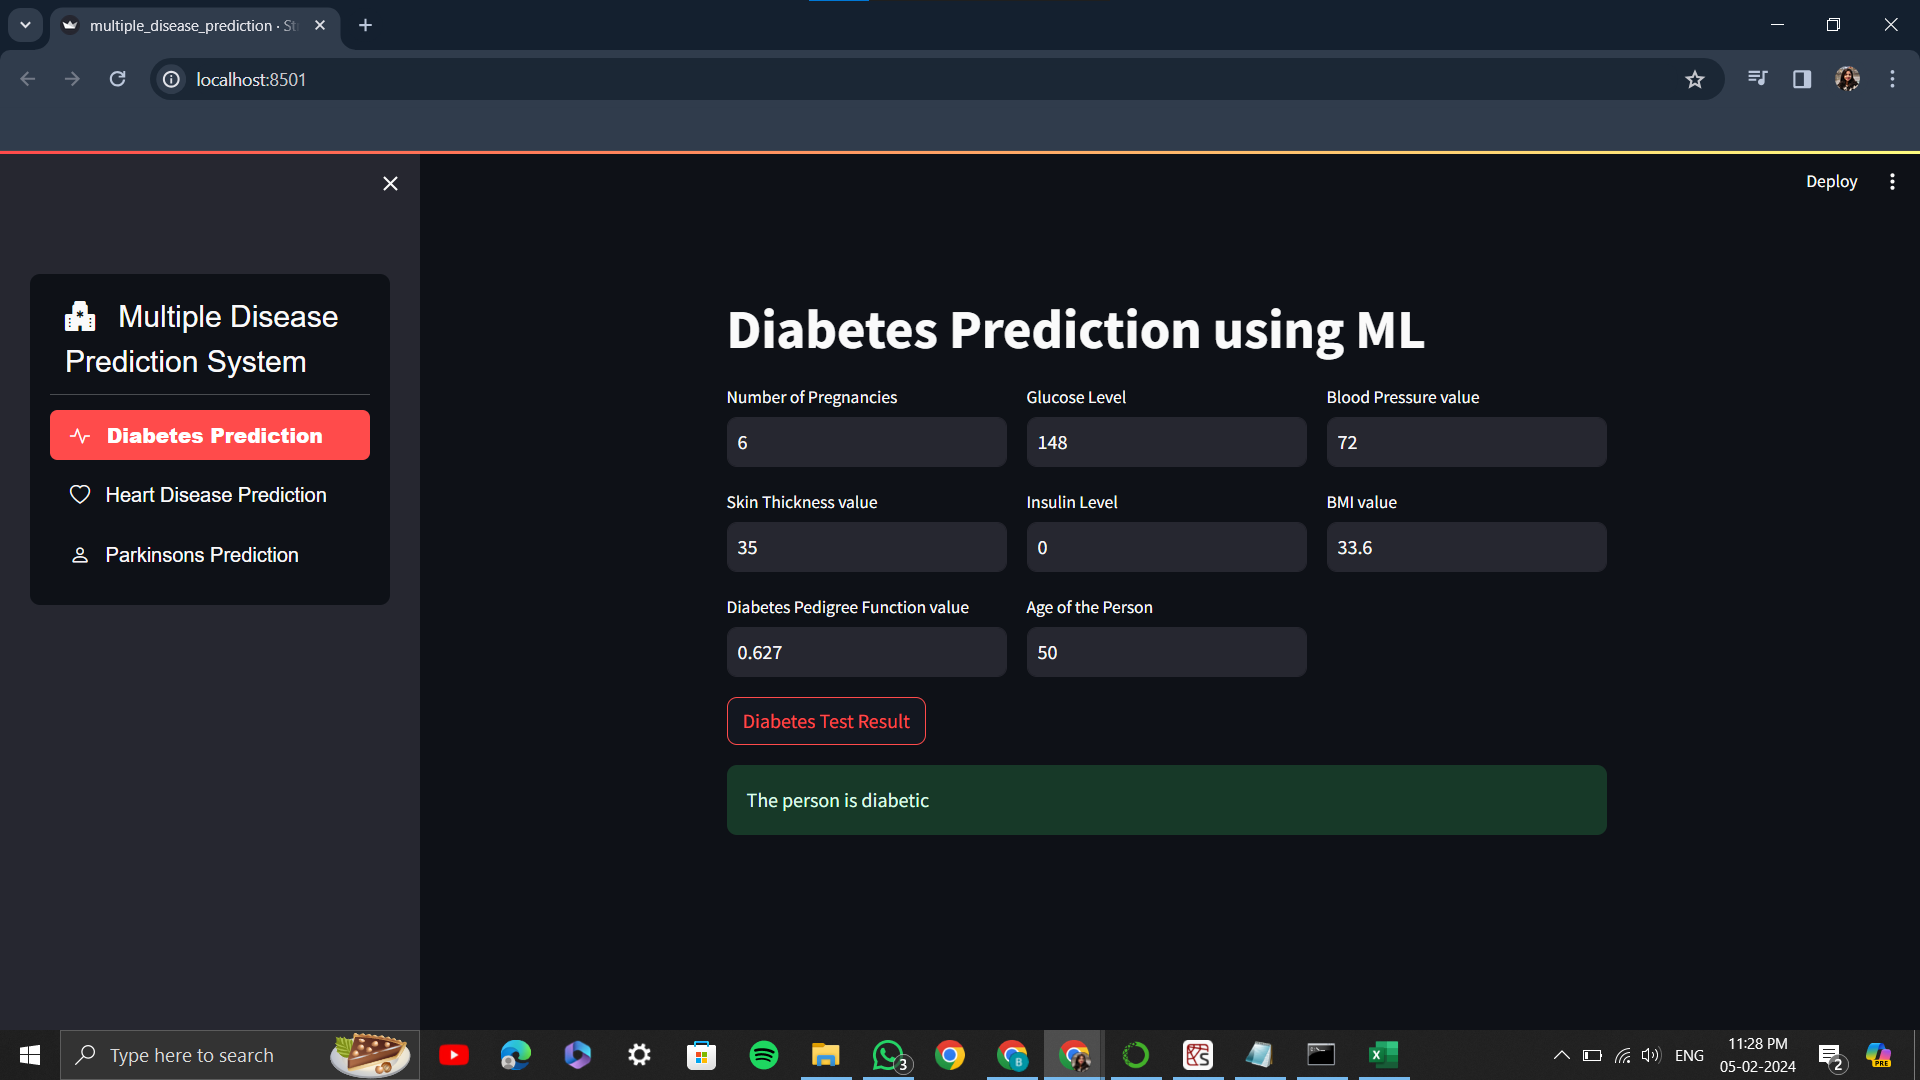 multiple_disease_prediction · St
localhost:8501
Deploy
Multiple Disease
Prediction System
Diabetes Prediction
Heart Disease Prediction
Parkinsons Prediction
Diabetes Prediction using ML
Number of Pregnancies
Glucose Level
Blood Pressure value
6
148
72
Skin Thickness value
Insulin Level
BMI value
35
0
33.6
Diabetes Pedigree Function value
Age of the Person
0.627
50
Diabetes Test Result
The person is diabetic
Type here to search
3
B
X
PRE
ENG
11:28 PM
05-02-2024
2